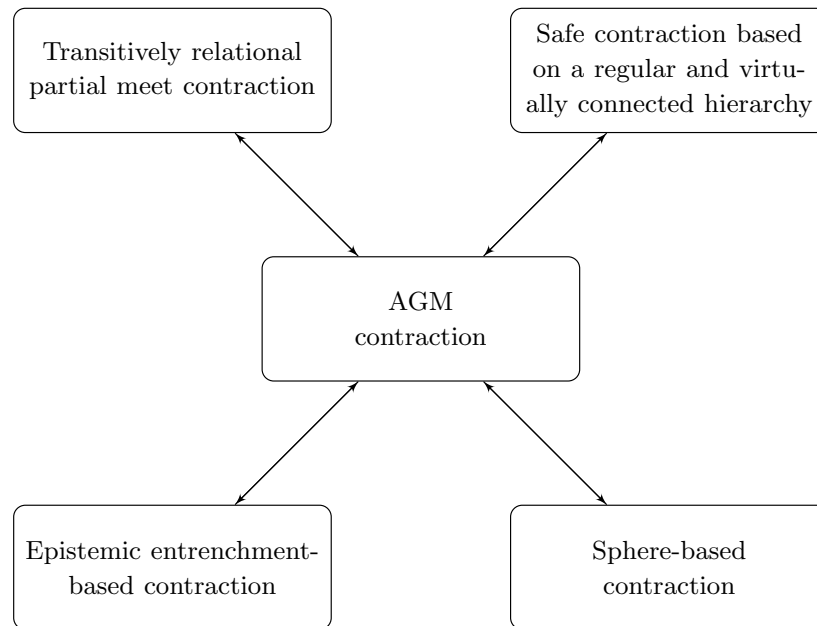 Transitively relational
partial meet contraction
Safe contraction based
on a regular and virtu-
ally connected hierarchy
AGM
contraction
Epistemic entrenchment-
based contraction
Sphere-based
contraction